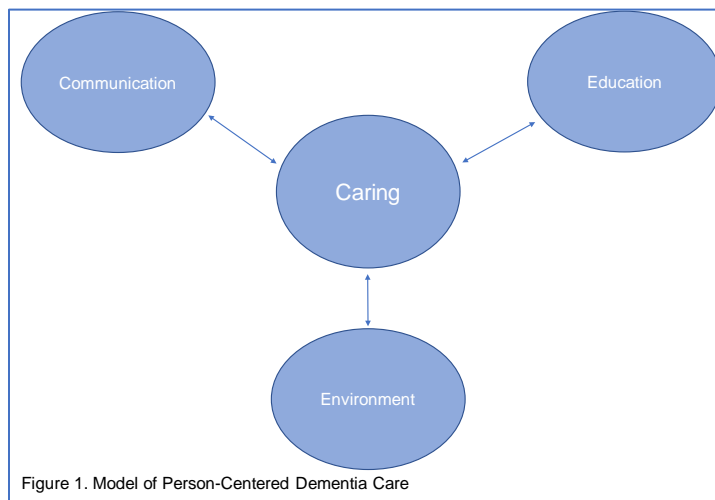 Communication
Education
Caring
Environment
Figure 1. Model of Person-Centered Dementia Care